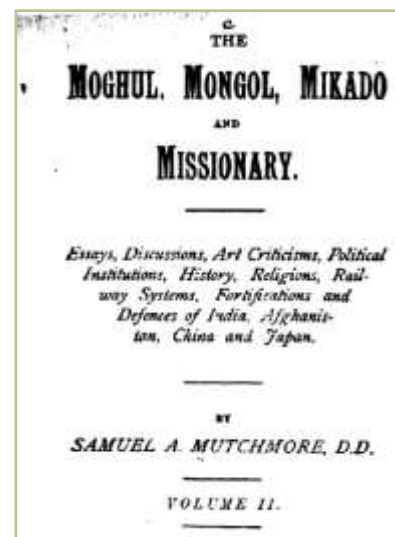 THE
MOGHUL, MONGOL, MIKADO
AND
MISSIONARY.
Essays, Discussions, Art Criticisms, Political
Institutions, History, Religions, Rail-
way Systems, Fortifications and
Defences of India, Afghanis-
tan, China and Japan.
BY
SAMUEL A. MUTCHMORE, D.D.
VOLUME II.